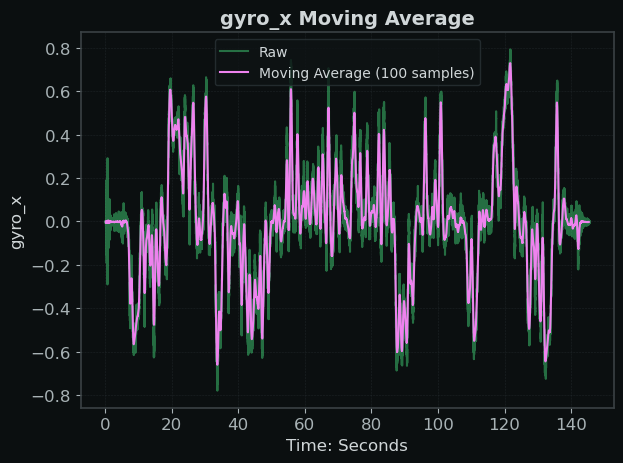 gyro_x Moving Average
Raw
Moving Average (100 samples)
0.8
0.6
0.4
0.2
0.0
−0.2
−0.4
−0.6
−0.8
gyro_x
0 20 40 60 80 100 120 140
Time: Seconds